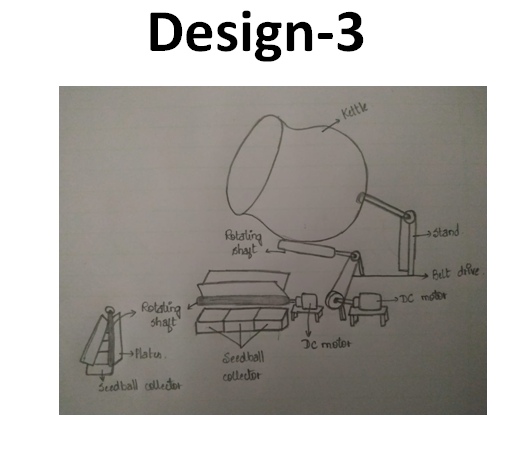 Design-3
Kettle
Rotating
shaft
Stand
Belt drive
DC motor
Rotating
shaft
Plates.
DC motor
Seedball
collector
Seedball collector